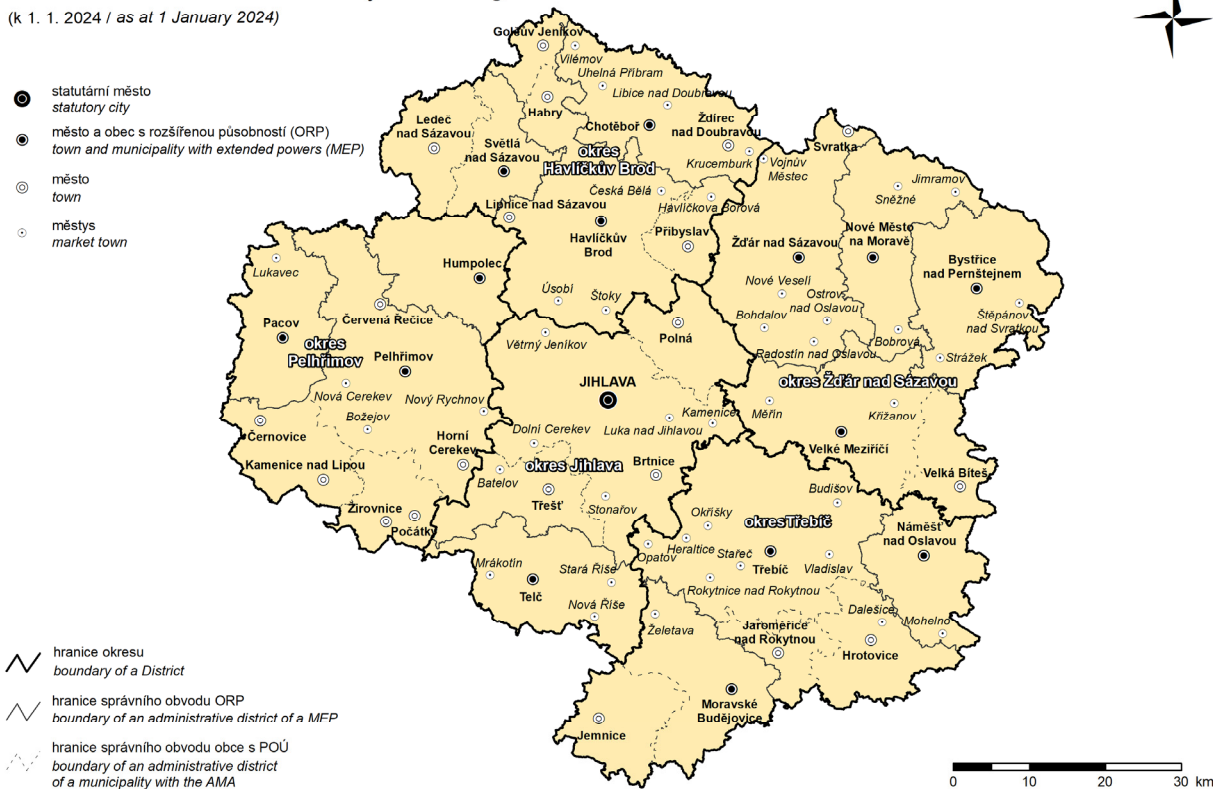 (k 1. 1. 2024 / as at 1 January 2024)
statutární město
statutory city
město a obec s rozšířenou působností (ORP)
town and municipality with extended powers (MEP)
město
town
městys
market town
Golčův Jeníkov
Vilémov
Uhelná Příbram
Libice nad Doubravou
Habry
Ledeč
nad Sázavou
Chotěboř
Ždírec
nad Doubravou
Světlá
nad Sázavou
okres
Havlíčkův Brod
Krucemburk
Vojnův
Městec
Svratka
Sněžné
Jimramov
Česká Bělá
Havlíčkova Borová
Lipnice nad Sázavou
Havlíčkův
Brod
Přibyslav
Žďár nad Sázavou
Nové Město
na Moravě
Bystřice
nad Pernštejnem
Lukavec
Humpolec
Nové Veselí
Ostrov
nad Oslavou
Úsobí
Štoky
Bohdalov
Štěpánov
nad Svratkou
Červená Řečice
Pacov
okres
Pelhřimov
Pelhřimov
Větrný Jeníkov
Polná
Radostín nad Oslavou
Bobrová
Strážek
JIHLAVA
okres Žďár nad Sázavou
Nová Cerekev
Nový Rychnov
Božejov
Kamenice
Měřín
Křižanov
Černovice
Dolní Cerekev
Luka nad Jihlavou
Velké Meziříčí
Horní
Cerekev
Kamenice nad Lipou
okres Jihlava
Brtnice
Velká Bíteš
Batelov
Třešť
Stonařov
Budišov
Žirovnice
Počátky
Okříšky
okresTřebíč
Náměšť
nad Oslavou
Heraltice
Opatov
Stařeč
Třebíč
Vladislav
Mrákotín
Stará Říše
Telč
Rokytnice nad Rokytnou
Nová Říše
Želetava
Dalešice
Mohelno
Jaroměřice
nad Rokytnou
Hrotovice
Moravské
Budějovice
Jemnice
hranice okresu
boundary of a District
hranice správního obvodu ORP
boundary of an administrative district of a MEP
hranice správního obvodu obce s POÚ
boundary of an administrative district
of a municipality with the AMA
0 10 20 30 km